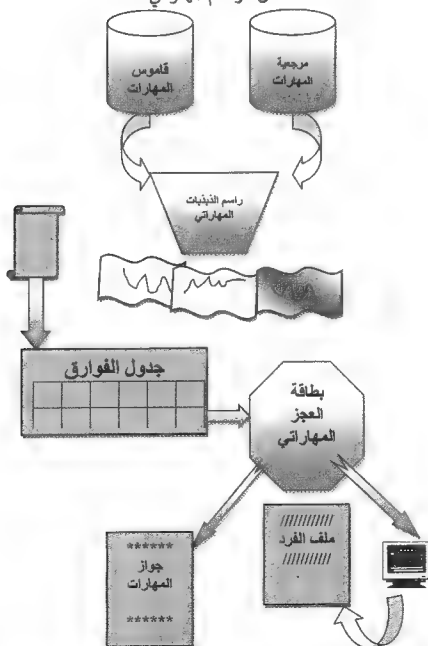 قاموس
المهارات
مرجعية
المهارات
راسم الذبذبات
المهاراتي
جدول الفوارق
بطاقة
العجز
المهاراتي
******
جواز
المهارات
******
///////////
ملف الفرد
///////////